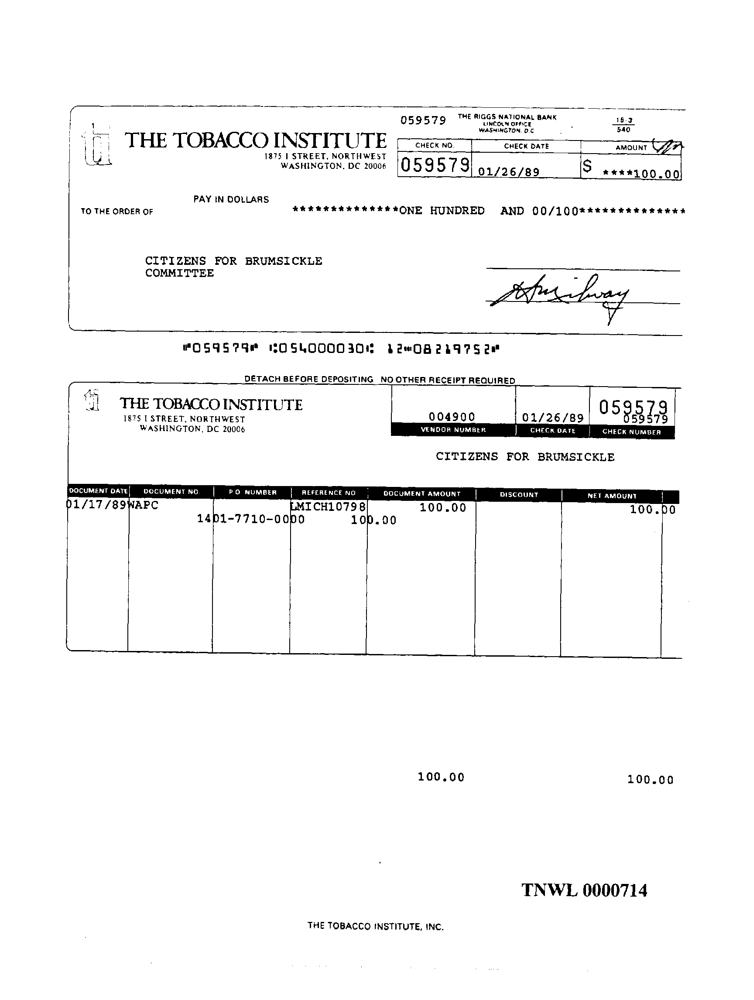 059579 THE RIGGS NATIONAL BANK
LINCOLN OFFICE
WASHINGTON, D.C.
15-3
540
THE TOBACCO INSTITUTE
1875 I STREET, NORTHWEST
WASHINGTON, DC 20006
CHECK NO. CHECK DATE AMOUNT
059579 01/26/89 $ ****100.00
PAY IN DOLLARS
TO THE ORDER OF **************ONE HUNDRED AND 00/100**************
CITIZENS FOR BRUMSICKLE
COMMITTEE
⑈059579⑈ ⑆054000030⑆ 12⑉08219752⑈
DETACH BEFORE DEPOSITING NO OTHER RECEIPT REQUIRED
THE TOBACCO INSTITUTE
1875 I STREET, NORTHWEST
WASHINGTON, DC 20006
004900 01/26/89 059579
059579
VENDOR NUMBER CHECK DATE CHECK NUMBER
CITIZENS FOR BRUMSICKLE
DOCUMENT DATE DOCUMENT NO. P.O. NUMBER REFERENCE NO DOCUMENT AMOUNT DISCOUNT NET AMOUNT
01/17/89 WAPC LMICH10798 100.00 100.00
1401-7710-0000 100.00
100.00 100.00
TNWL 0000714
THE TOBACCO INSTITUTE, INC.